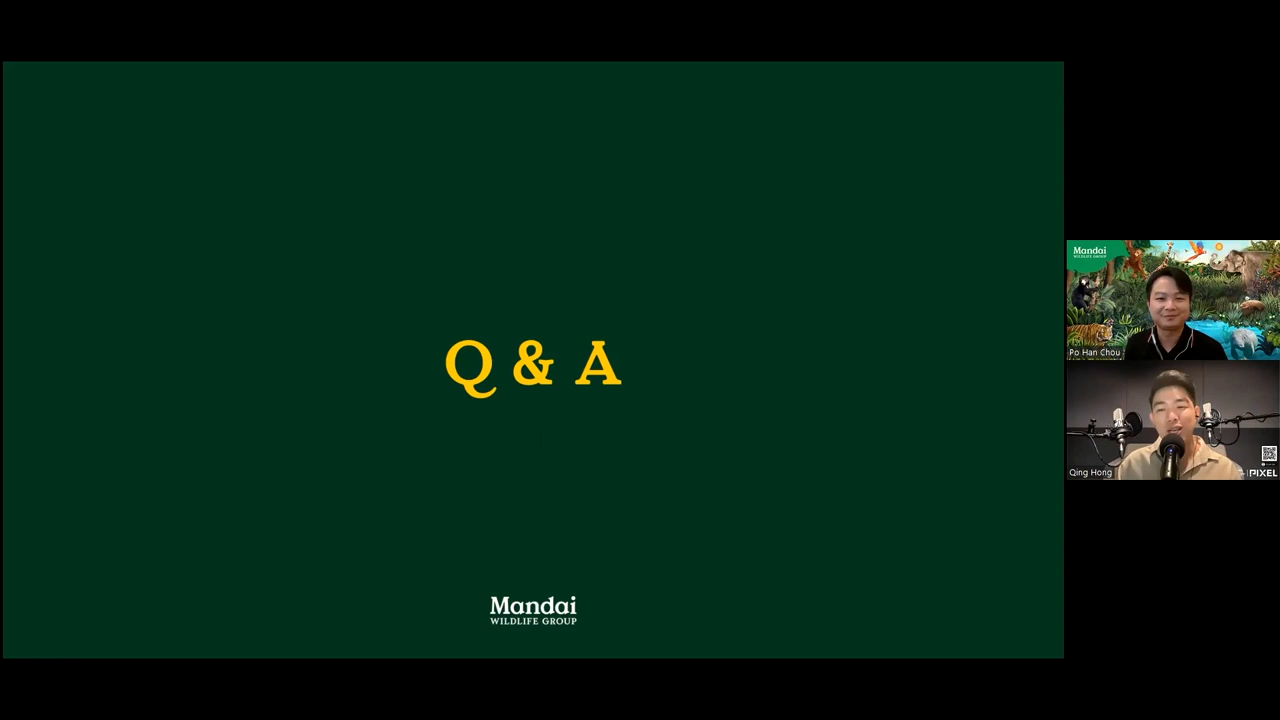 Q & A
Mandai
WILDLIFE GROUP
Mandai
WILDLIFE GROUP
Po Han Chou
Qing Hong
PIXEL